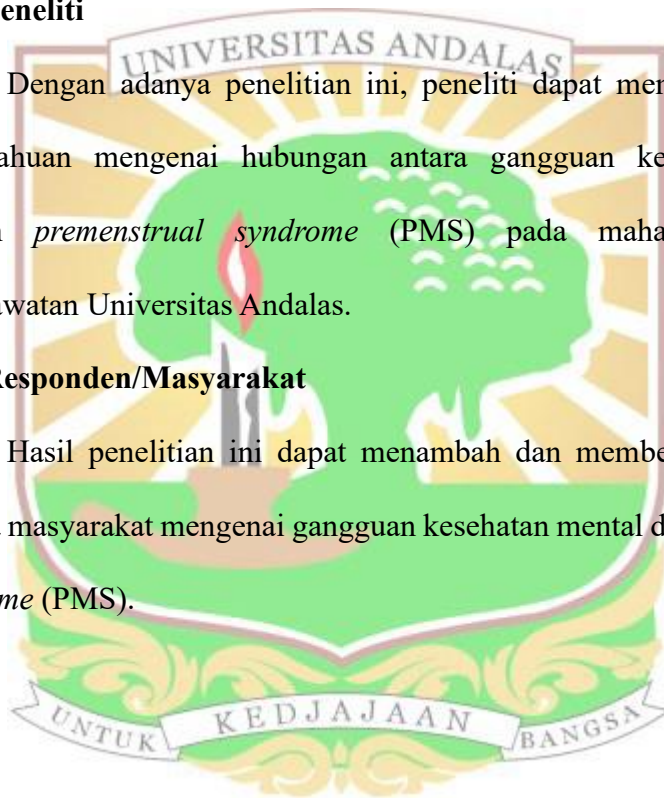 eneliti
UNIVERSITAS ANDALAS
Dengan adanya penelitian ini, peneliti dapat men
ahuan mengenai hubungan antara gangguan ke
premenstrual syndrome (PMS) pada maha
awatan Universitas Andalas.
Responden/Masyarakat
Hasil penelitian ini dapat menambah dan membe
masyarakat mengenai gangguan kesehatan mental d
me (PMS).
UNTUK KEDJAJAAN BANGSA